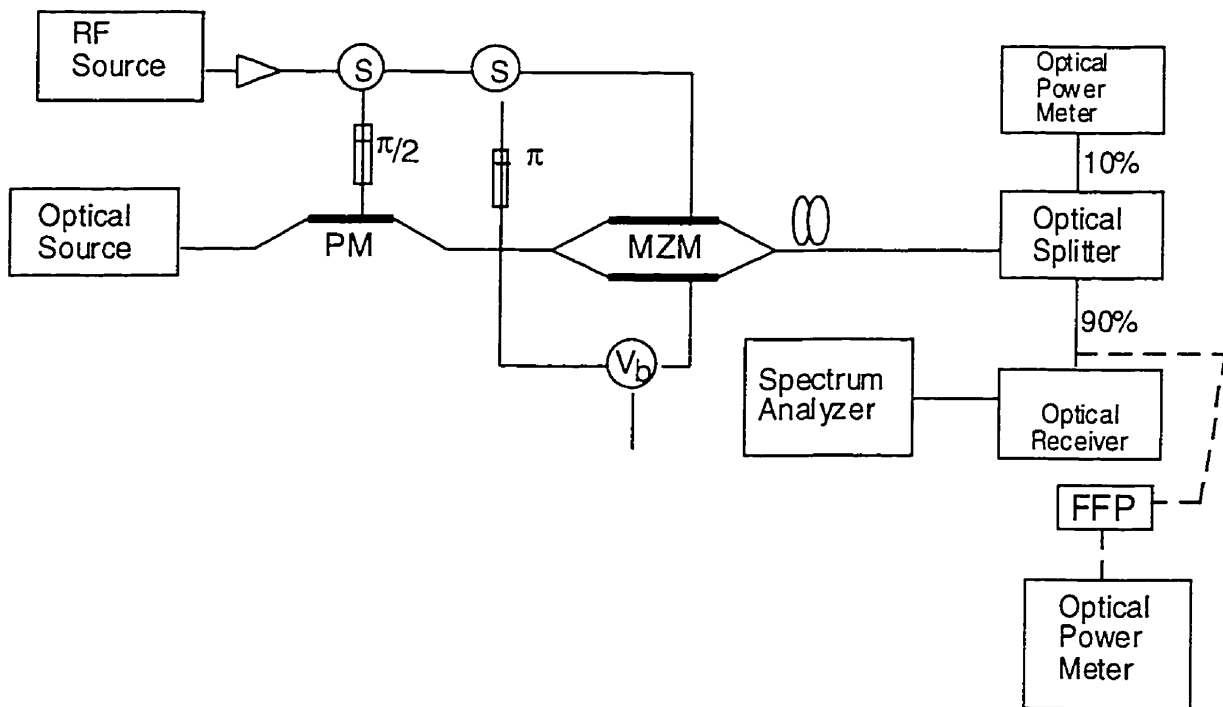 RF
Source
S
S
π/2
π
Optical
Source
PM
MZM
V_b
Optical
Power
Meter
10%
Optical
Splitter
90%
Spectrum
Analyzer
Optical
Receiver
FFP
Optical
Power
Meter